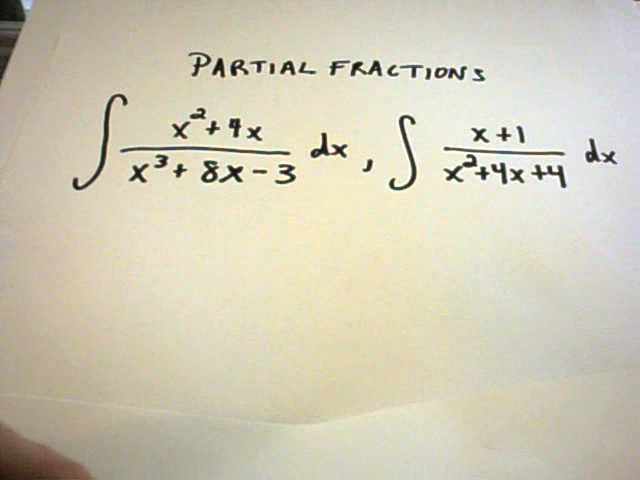 PARTIAL FRACTIONS
∫ (x² + 4x)/(x³ + 8x - 3) dx , ∫ (x + 1)/(x² + 4x + 4) dx